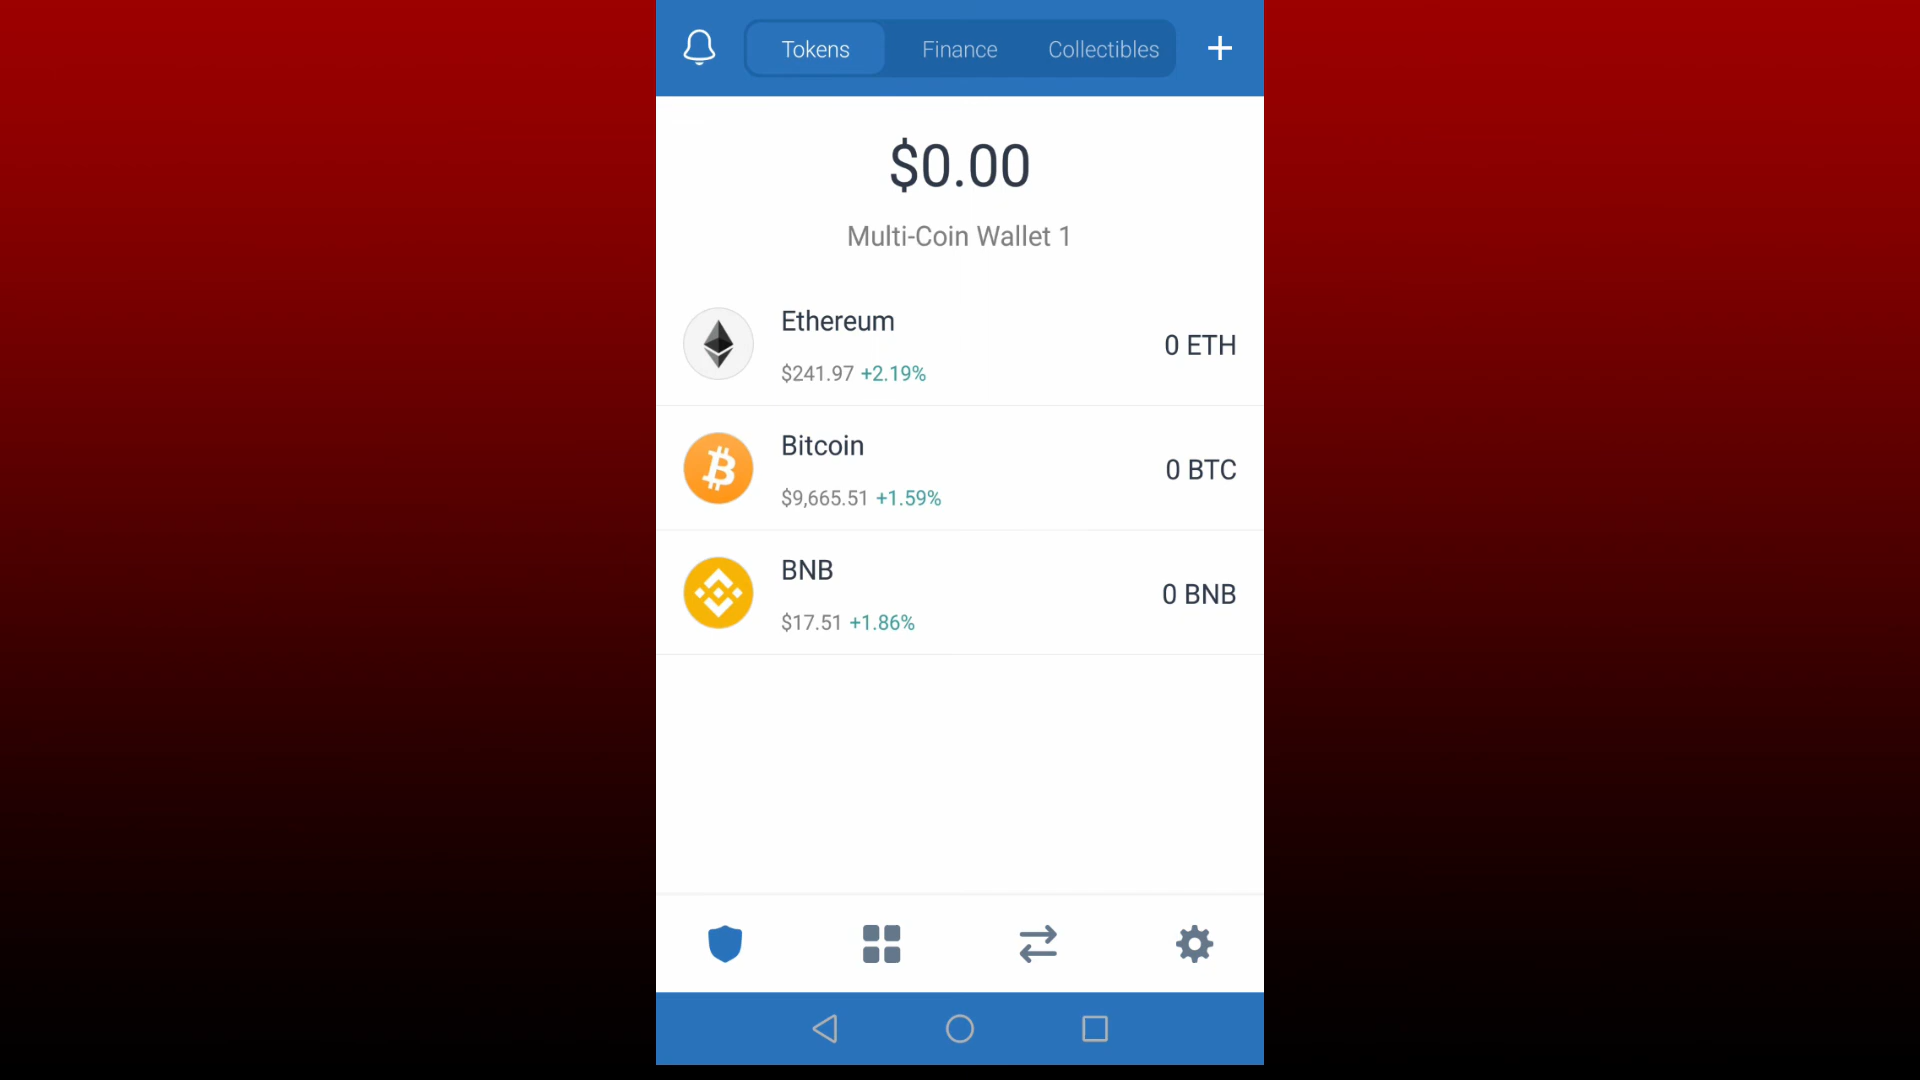 Tokens Finance Collectibles
$0.00
Multi-Coin Wallet 1
Ethereum
0 ETH
$241.97 +2.19%
Bitcoin
0 BTC
$9,665.51 +1.59%
BNB
0 BNB
$17.51 +1.86%